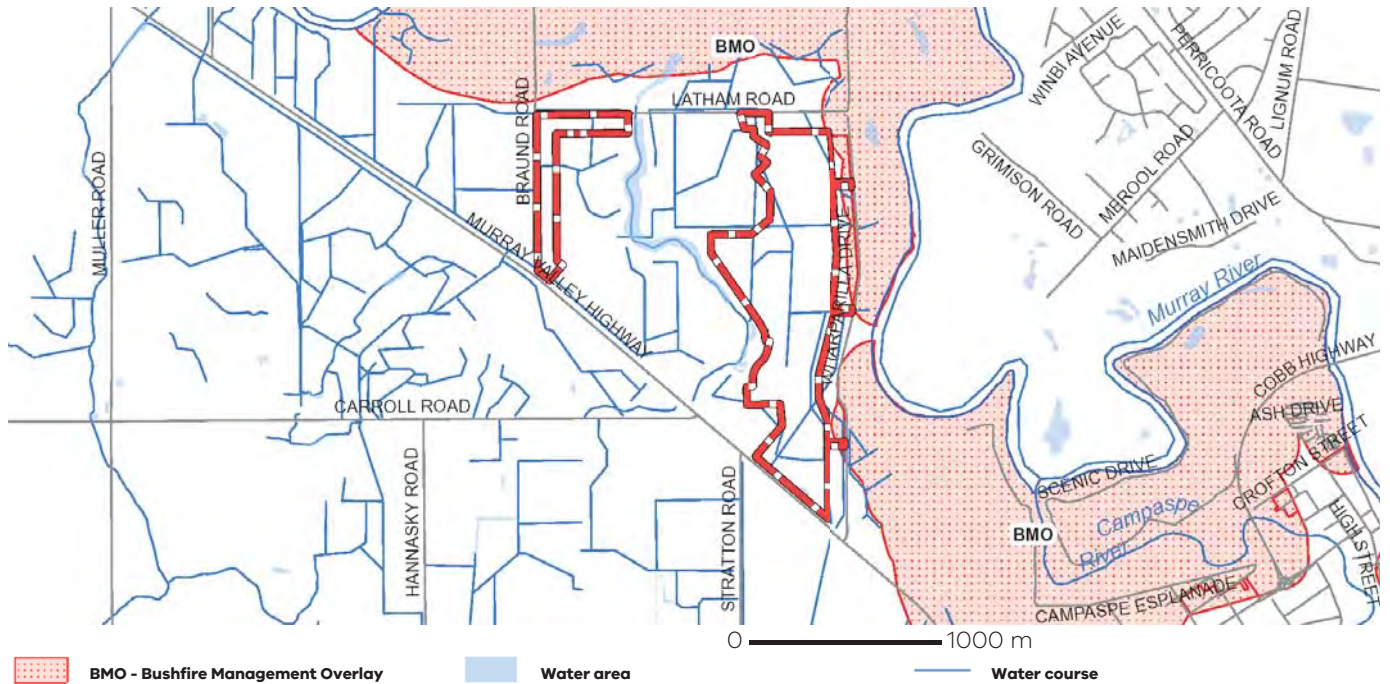 BMO
WINBI AVENUE
PERRICOOTA ROAD
LIGNUM ROAD
LATHAM ROAD
BRAUND ROAD
GRIMISON ROAD
MEROOL ROAD
MULLER ROAD
MURRAY VALLEY HIGHWAY
WHARPARILLA DRIVE
MAIDENSMITH DRIVE
Murray River
COBB HIGHWAY
CARROLL ROAD
ASH DRIVE
CROFTON STREET
SCENIC DRIVE
HANNASKY ROAD
STRATTON ROAD
Campaspe
River
BMO
HIGH STREET
CAMPASPE ESPLANADE
0 1000 m
BMO - Bushfire Management Overlay
Water area
Water course